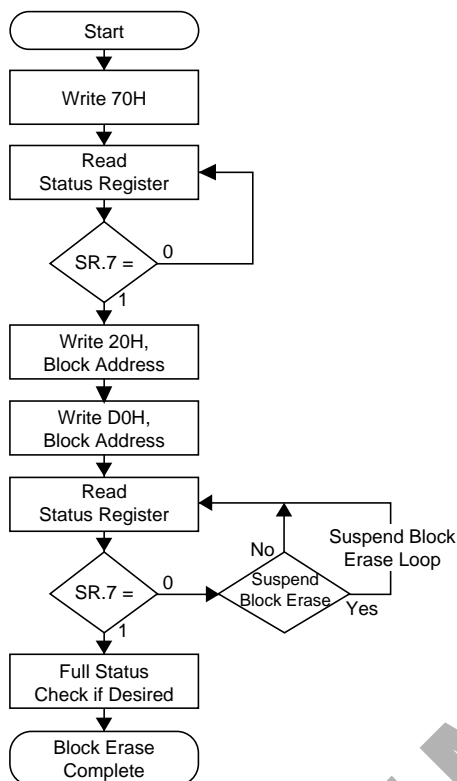 Start
Write 70H
Read
Status Register
SR.7 =
0
1
Write 20H,
Block Address
Write D0H,
Block Address
Read
Status Register
SR.7 =
0
1
No
Suspend
Block Erase
Yes
Suspend Block
Erase Loop
Full Status
Check if Desired
Block Erase
Complete